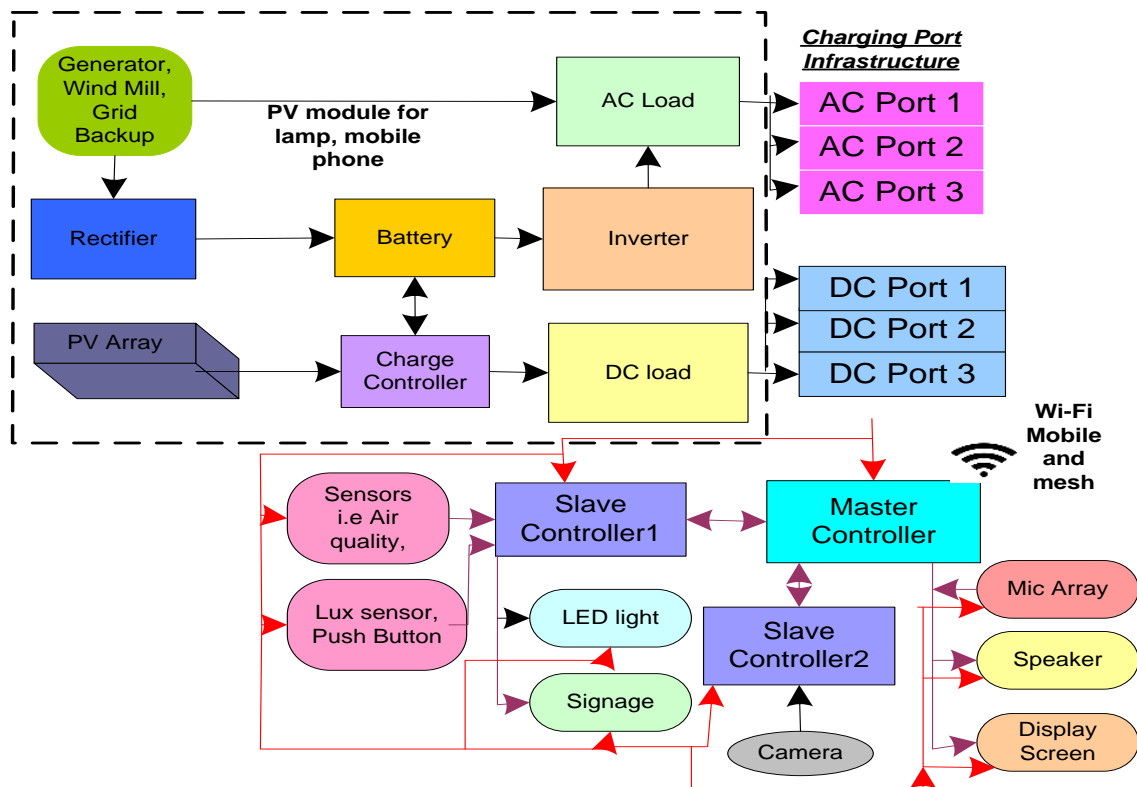 Charging Port
Infrastructure
Generator,
Wind Mill,
Grid
Backup
PV module for
lamp, mobile
phone
AC Load
AC Port 1
AC Port 2
AC Port 3
Rectifier
Battery
Inverter
DC Port 1
DC Port 2
DC Port 3
PV Array
Charge
Controller
DC load
Wi-Fi
Mobile
and
mesh
Sensors
i.e Air
quality,
Slave
Controller1
Master
Controller
Lux sensor,
Push Button
LED light
Slave
Controller2
Mic Array
Speaker
Signage
Camera
Display
Screen